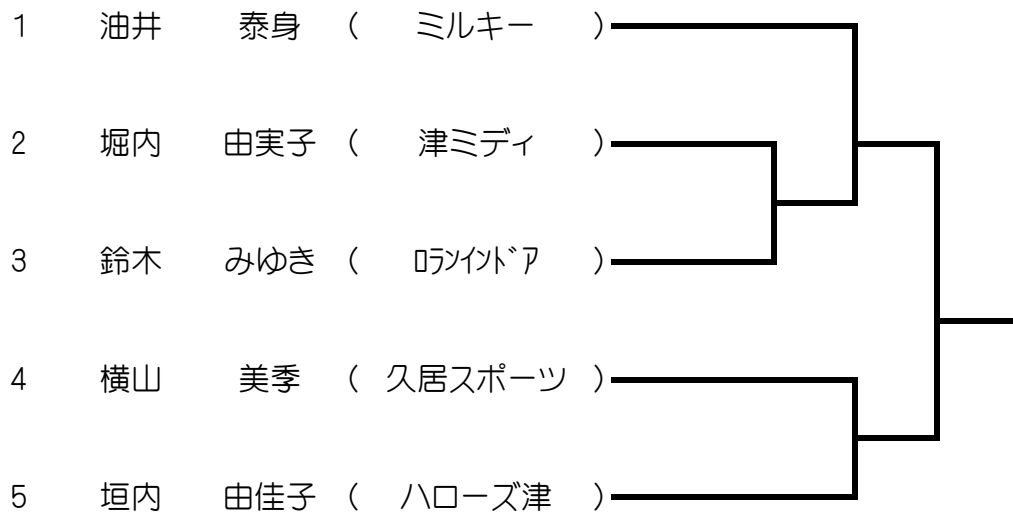 1 油井 泰身 ( ミルキー )
2 堀内 由実子 ( 津ミディ )
3 鈴木 みゆき ( ﾛﾗﾝｲﾝﾄﾞｱ )
4 横山 美季 ( 久居スポーツ )
5 垣内 由佳子 ( ハローズ津 )